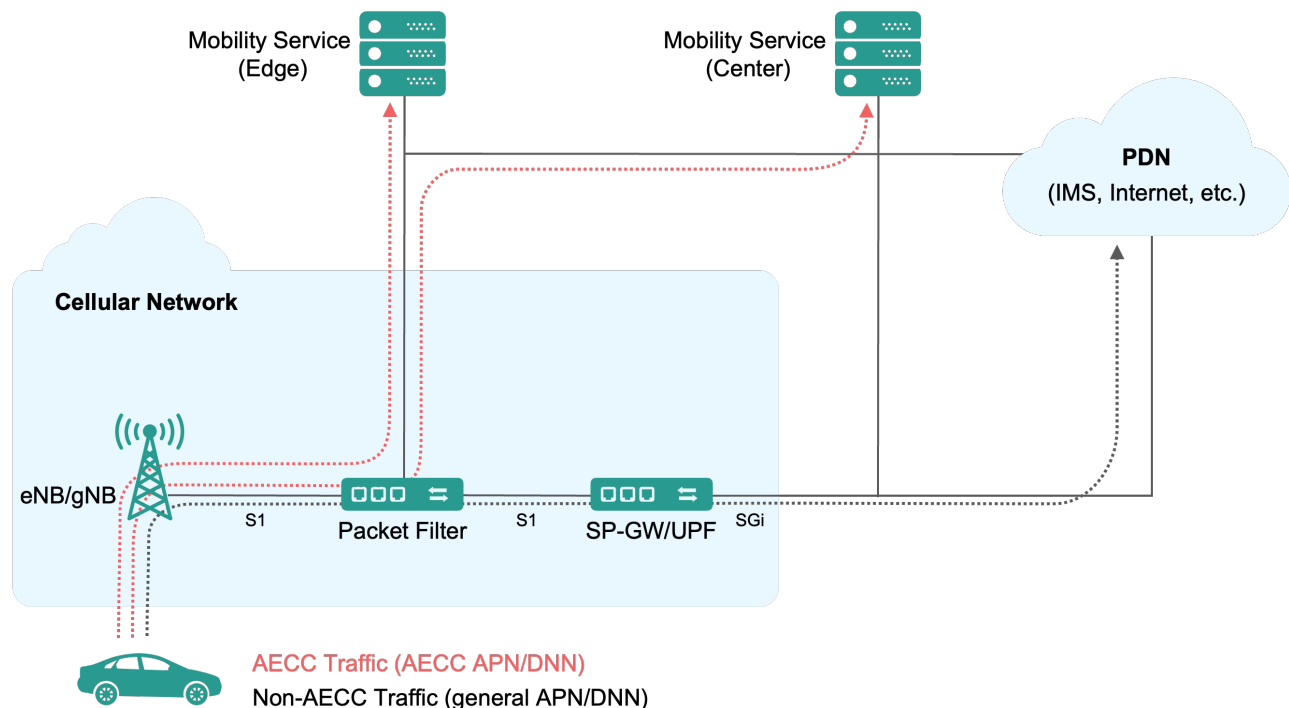 Mobility Service
(Edge)
Mobility Service
(Center)
PDN
(IMS, Internet, etc.)
Cellular Network
eNB/gNB
S1
Packet Filter
S1
SP-GW/UPF
SGi
AECC Traffic (AECC APN/DNN)
Non-AECC Traffic (general APN/DNN)